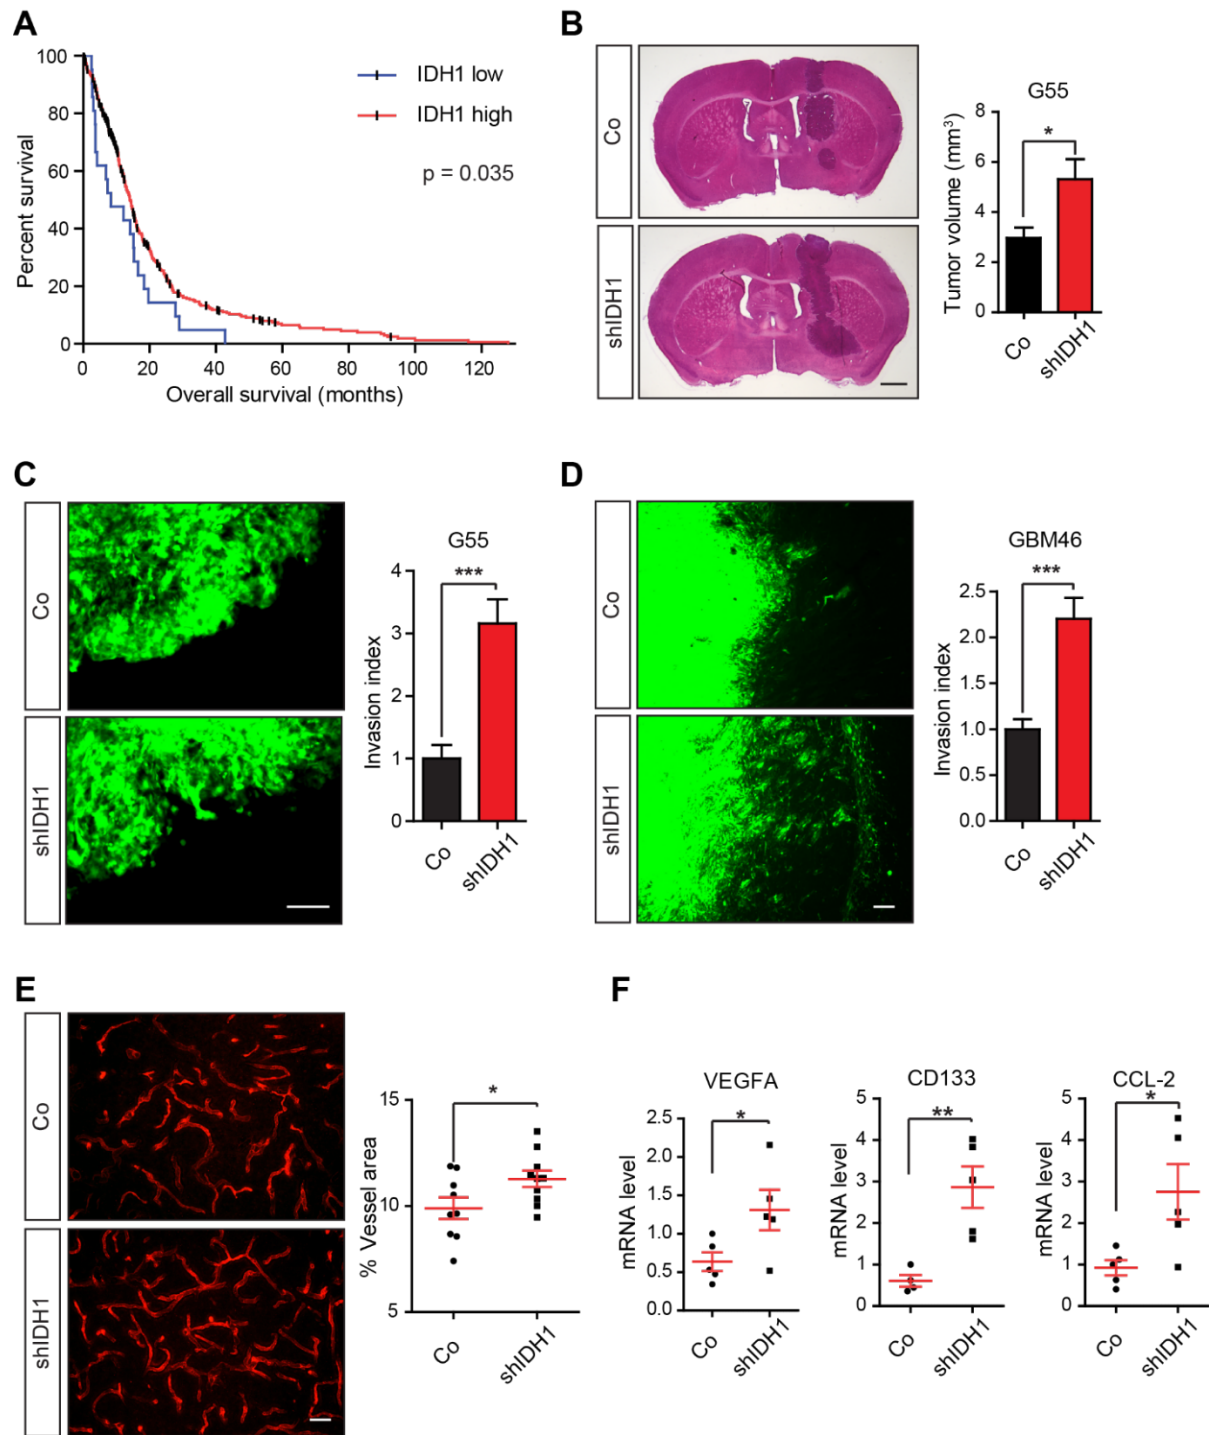 A
100
80
60
40
20
0
Percent survival
0 20 40 60 80 100 120
Overall survival (months)
IDH1 low
IDH1 high
p = 0.035
B
Co
shIDH1
G55
8
6
4
2
0
Tumor volume (mm³)
*
Co shIDH1
C
Co
shIDH1
G55
4
3
2
1
0
Invasion index
***
Co shIDH1
D
Co
shIDH1
GBM46
2.5
2.0
1.5
1.0
0.5
0.0
Invasion index
***
Co shIDH1
E
Co
shIDH1
15
10
5
% Vessel area
*
Co shIDH1
F
VEGFA
2.5
2.0
1.5
1.0
0.5
0.0
mRNA level
*
Co shIDH1
CD133
5
4
3
2
1
0
mRNA level
**
Co shIDH1
CCL-2
5
4
3
2
1
0
mRNA level
*
Co shIDH1